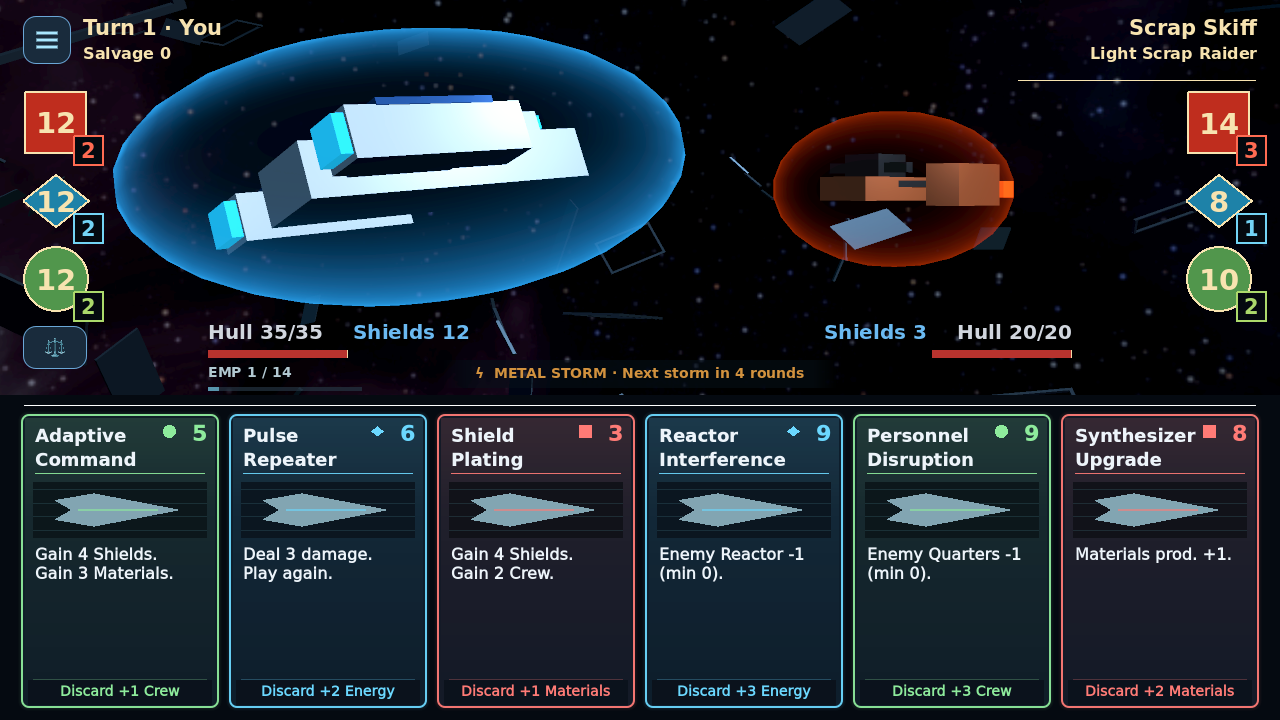 Turn 1 · You
Salvage 0
Scrap Skiff
Light Scrap Raider
12
2
12
2
12
2
14
3
8
1
10
2
Hull 35/35 Shields 12
EMP 1 / 14
Shields 3 Hull 20/20
METAL STORM · Next storm in 4 rounds
Adaptive
Command
5
Gain 4 Shields.
Gain 3 Materials.
Discard +1 Crew
Pulse
Repeater
6
Deal 3 damage.
Play again.
Discard +2 Energy
Shield
Plating
3
Gain 4 Shields.
Gain 2 Crew.
Discard +1 Materials
Reactor
Interference
9
Enemy Reactor -1
(min 0).
Discard +3 Energy
Personnel
Disruption
9
Enemy Quarters -1
(min 0).
Discard +3 Crew
Synthesizer
Upgrade
8
Materials prod. +1.
Discard +2 Materials